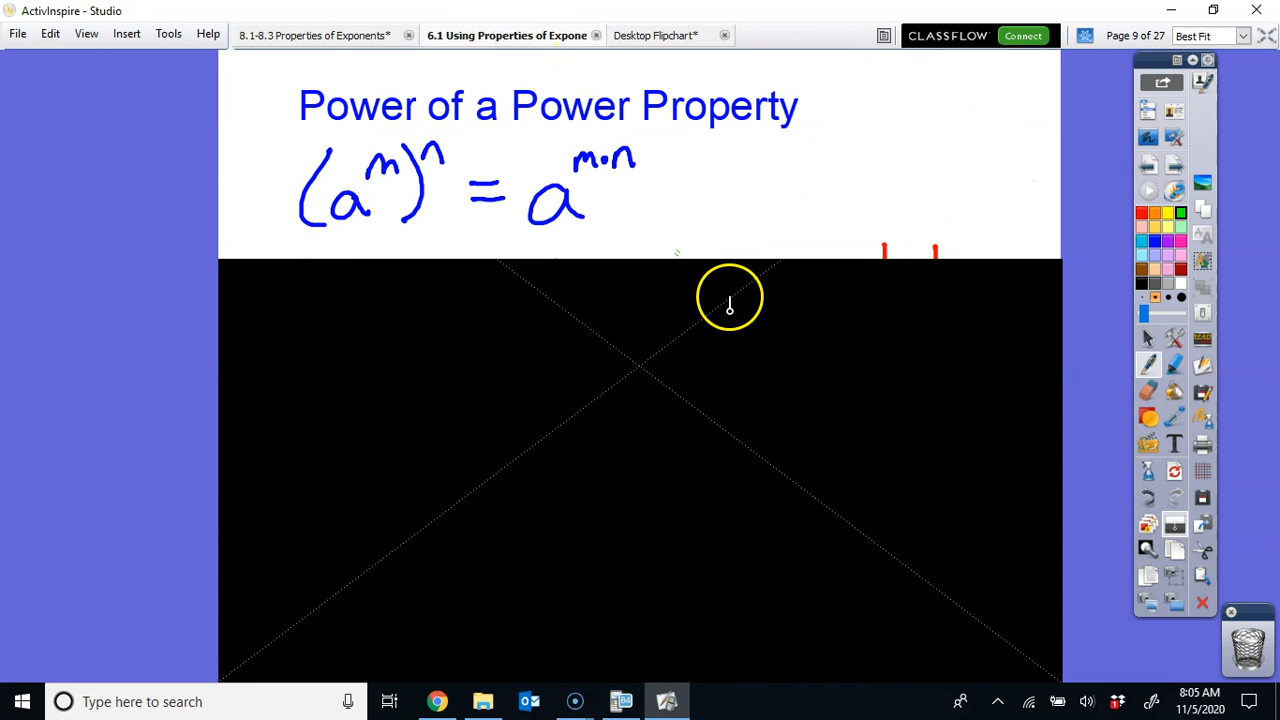 ActivInspire - Studio
File Edit View Insert Tools Help
8.1-8.3 Properties of Exponents*
6.1 Using Properties of Expone
Desktop Flipchart*
CLASSFLOW Connect
Page 9 of 27
Best Fit
Power of a Power Property
(a^m)^n = a^{m·n}
Type here to search
8:05 AM
11/5/2020